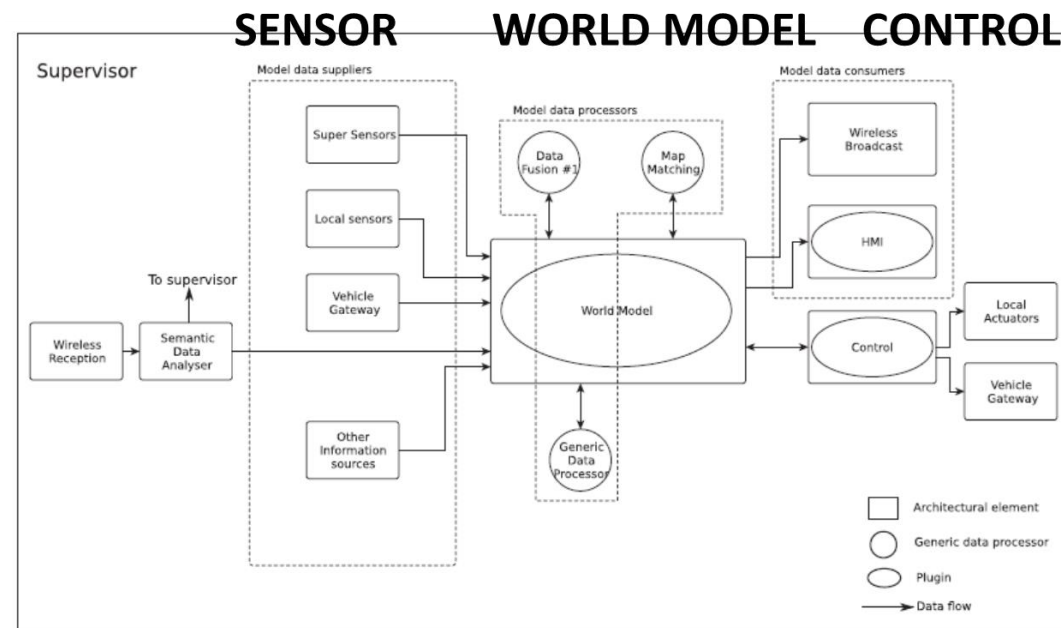 SENSOR WORLD MODEL CONTROL
Supervisor
Model data suppliers
Model data consumers
Model data processors
Super Sensors
Data
Fusion #1
Map
Matching
Wireless
Broadcast
Local sensors
HMI
To supervisor
Vehicle
Gateway
World Model
Local
Actuators
Wireless
Reception
Semantic
Data
Analyser
Control
Vehicle
Gateway
Other
Information
sources
Generic
Data
Processor
Architectural element
Generic data processor
Plugin
Data flow